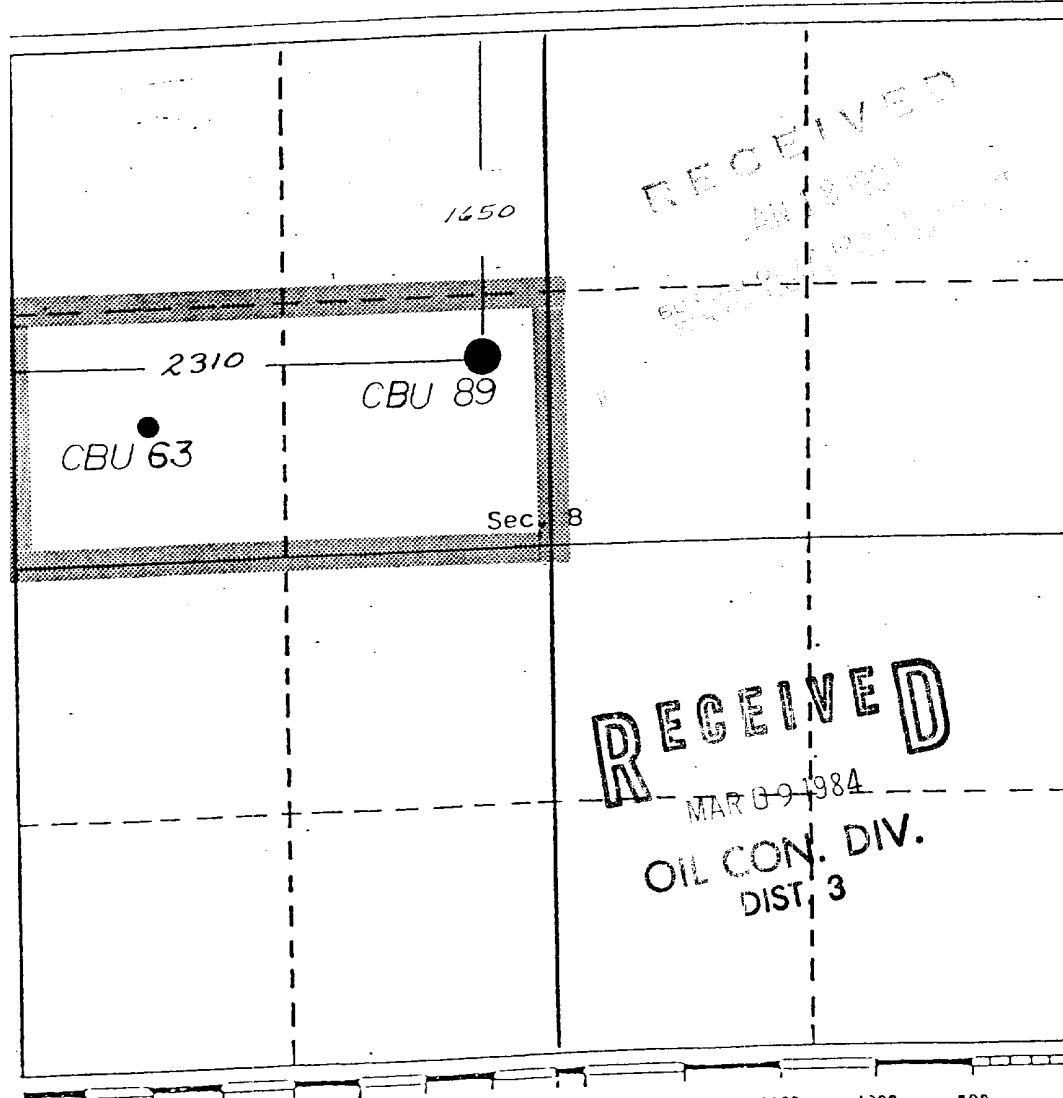 RECEIVED
1650
2310
CBU 89
CBU 63
Sec. 8
RECEIVED
MAR 09 1984
OIL CON. DIV.
DIST. 3